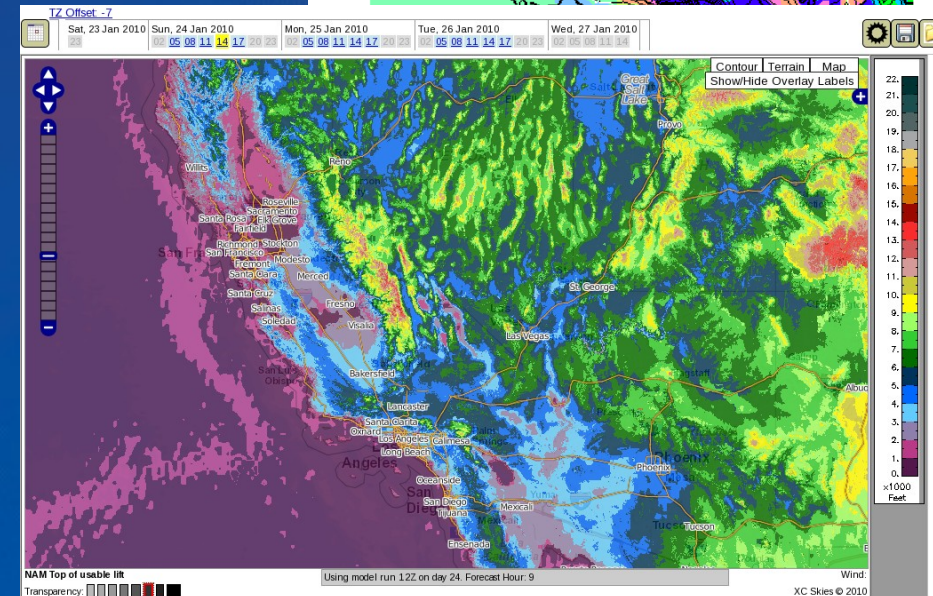 TZ Offset: -7
Sat, 23 Jan 2010
23
Sun, 24 Jan 2010
02 05 08 11 14 17 20 23
Mon, 25 Jan 2010
02 05 08 11 14 17 20 23
Tue, 26 Jan 2010
02 05 08 11 14 17 20 23
Wed, 27 Jan 2010
02 05 08 11 14
Contour Terrain Map
Show/Hide Overlay Labels
Great
Salt
Lake
Provo
Reno
Willits
Roseville
Sacramento
Santa Rosa
Elk Grove
Fairfield
Richmond
Stockton
San Francisco
Modesto
Fremont
Santa Clara
Merced
Santa Cruz
Fresno
Salinas
Soledad
Visalia
St. George
Las Vegas
Bakersfield
Lancaster
Santa Clarita
Oxnard
Los Angeles
Calimesa
Long Beach
Angeles
Oceanside
San
Diego
San Diego
Tijuana
Mexicali
Ensenada
Phoenix
Phoenix
Tucson
Tucson
Albuq
22.
21.
20.
19.
18.
17.
16.
15.
14.
13.
12.
11.
10.
9.
8.
7.
6.
5.
4.
3.
2.
1.
0.
x1000
Feet
NAM Top of usable lift
Using model run 12Z on day 24. Forecast Hour: 9
Wind:
Transparency:
XC Skies © 2010